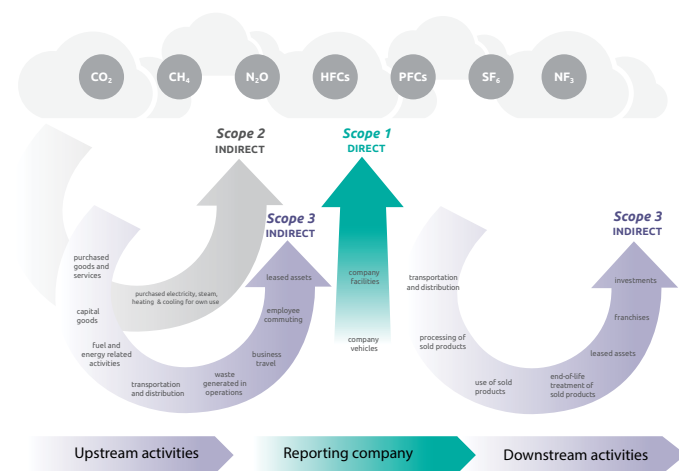 CO₂
CH₄
N₂O
HFCs
PFCs
SF₆
NF₃
Scope 2
INDIRECT
Scope 1
DIRECT
Scope 3
INDIRECT
Scope 3
INDIRECT
purchased
goods and
services
capital
goods
fuel and
energy related
activities
transportation
and distribution
waste
generated in
operations
business
travel
employee
commuting
leased assets
purchased electricity, steam,
heating & cooling for own use
company
facilities
company
vehicles
transportation
and distribution
processing of
sold products
use of sold
products
end-of-life
treatment of
sold products
leased assets
franchises
investments
Upstream activities
Reporting company
Downstream activities